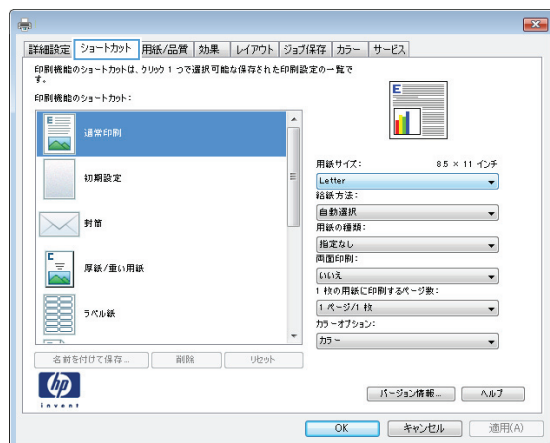 詳細設定 ショートカット 用紙/品質 効果 レイアウト ジョブ保存 カラー サービス
印刷機能のショートカットは、クリック 1 つで選択可能な保存された印刷設定の一覧で
す。
印刷機能のショートカット:
通常印刷
初期設定
封筒
厚紙/重い用紙
ラベル紙
名前を付けて保存... 削除 リセット
E
用紙サイズ: 8.5 × 11 インチ
Letter
給紙方法:
自動選択
用紙の種類:
指定なし
両面印刷:
いいえ
1 枚の用紙に印刷するページ数:
1 ページ/1 枚
カラーオプション:
カラー
hp
invent
バージョン情報... ヘルプ
OK キャンセル 適用(A)